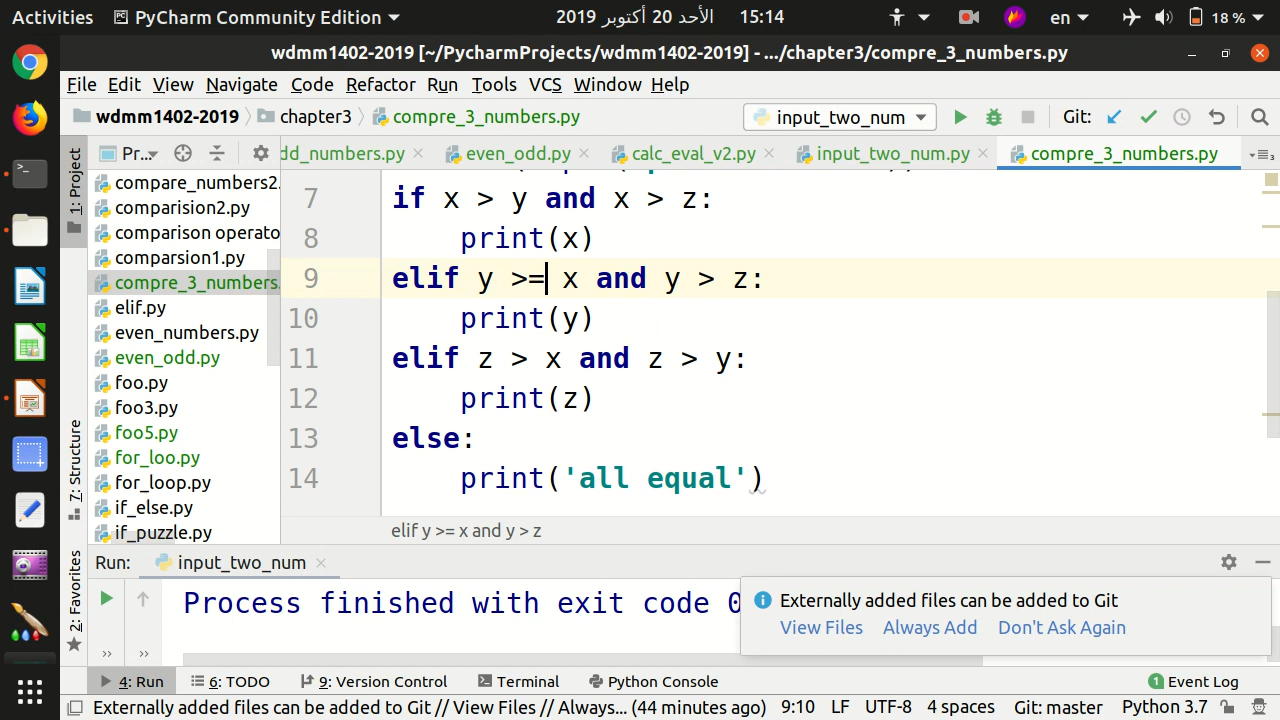 Activities PyCharm Community Edition الأحد 20 أكتوبر 2019 15:14 en 18 %
wdmm1402-2019 [~/PycharmProjects/wdmm1402-2019] - .../chapter3/compre_3_numbers.py
File Edit View Navigate Code Refactor Run Tools VCS Window Help
wdmm1402-2019 chapter3 compre_3_numbers.py input_two_num Git:
1: Project Pr... dd_numbers.py even_odd.py calc_eval_v2.py input_two_num.py compre_3_numbers.py
compare_numbers2.
comparision2.py
comparison operato
comparsion1.py
compre_3_numbers.
elif.py
even_numbers.py
even_odd.py
foo.py
foo3.py
foo5.py
for_loo.py
for_loop.py
if_else.py
if_puzzle.py
7 if x > y and x > z:
8 print(x)
9 elif y >= x and y > z:
10 print(y)
11 elif z > x and z > y:
12 print(z)
13 else:
14 print('all equal')
elif y >= x and y > z
7: Structure
2: Favorites
Run: input_two_num
Process finished with exit code 0
Externally added files can be added to Git
View Files Always Add Don't Ask Again
4: Run 6: TODO 9: Version Control Terminal Python Console 1 Event Log
Externally added files can be added to Git // View Files // Always... (44 minutes ago) 9:10 LF UTF-8 4 spaces Git: master Python 3.7